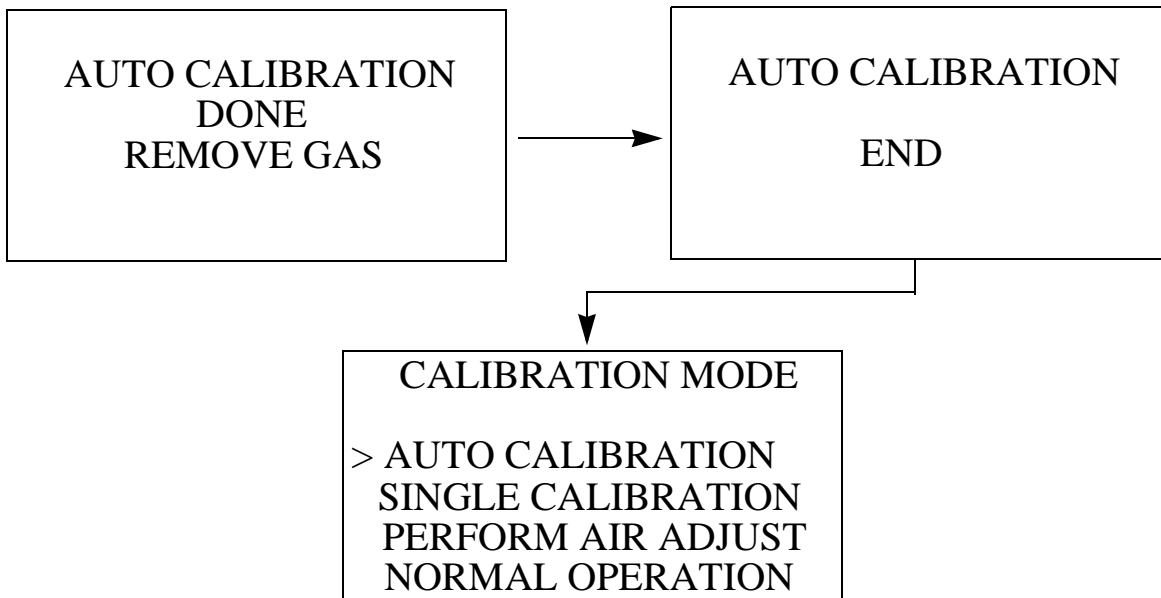 AUTO CALIBRATION
DONE
REMOVE GAS
AUTO CALIBRATION
END
CALIBRATION MODE
> AUTO CALIBRATION
SINGLE CALIBRATION
PERFORM AIR ADJUST
NORMAL OPERATION